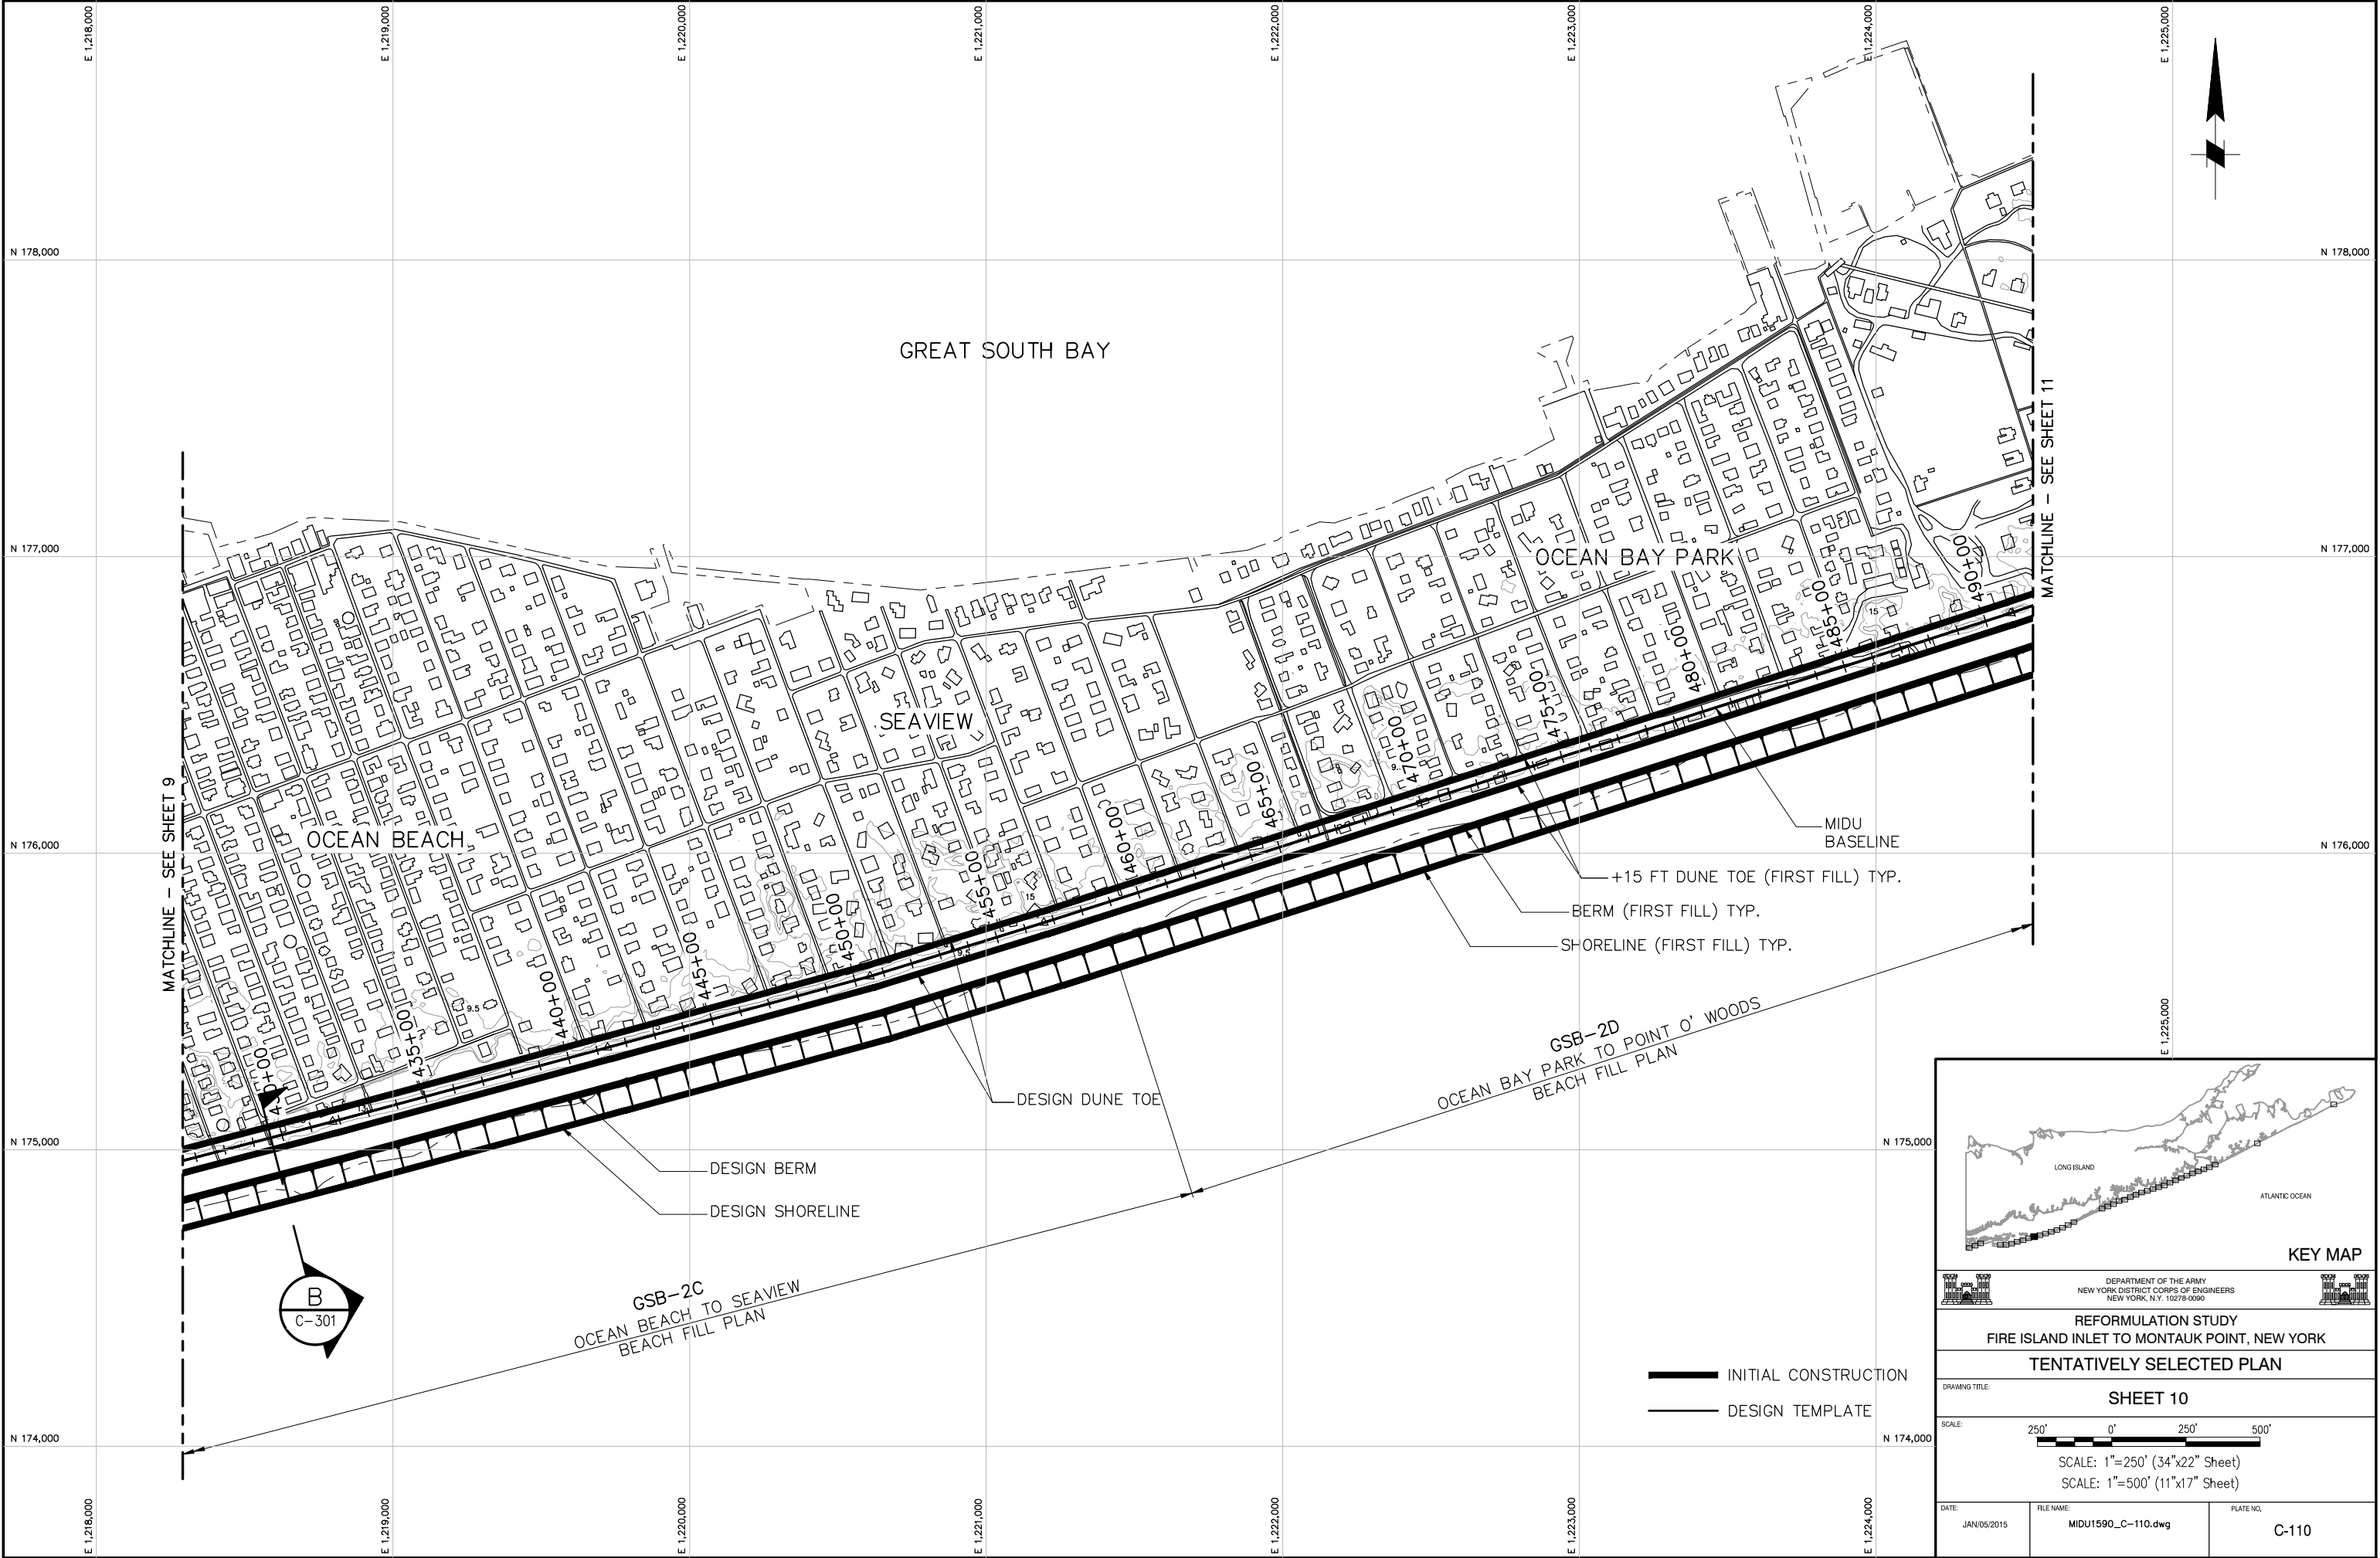 E 1,218,000
E 1,219,000
E 1,220,000
E 1,221,000
E 1,222,000
E 1,223,000
E 1,224,000
E 1,225,000
N 178,000
N 178,000
GREAT SOUTH BAY
MATCHLINE - SEE SHEET 11
N 177,000
N 177,000
OCEAN BAY PARK
490+00
485+00
15
480+00
SEAVIEW
475+00
470+00
9.
465+00
MATCHLINE - SEE SHEET 9
OCEAN BEACH
460+00
N 176,000
N 176,000
MIDU
BASELINE
+15 FT DUNE TOE (FIRST FILL) TYP.
BERM (FIRST FILL) TYP.
SHORELINE (FIRST FILL) TYP.
455+00
15
450+00
9.5
445+00
440+00
9.5
435+00
430+00
DESIGN DUNE TOE
GSB-2D
OCEAN BAY PARK TO POINT O' WOODS
BEACH FILL PLAN
E 1,225,000
N 175,000
N 175,000
DESIGN BERM
DESIGN SHORELINE
B
C-301
GSB-2C
OCEAN BEACH TO SEAVIEW
BEACH FILL PLAN
INITIAL CONSTRUCTION
DESIGN TEMPLATE
N 174,000
N 174,000
E 1,218,000
E 1,219,000
E 1,220,000
E 1,221,000
E 1,222,000
E 1,223,000
E 1,224,000
LONG ISLAND
ATLANTIC OCEAN
KEY MAP
DEPARTMENT OF THE ARMY
NEW YORK DISTRICT CORPS OF ENGINEERS
NEW YORK, N.Y. 10278-0090
REFORMULATION STUDY
FIRE ISLAND INLET TO MONTAUK POINT, NEW YORK
TENTATIVELY SELECTED PLAN
DRAWING TITLE:
SHEET 10
SCALE:
250' 0' 250' 500'
SCALE: 1"=250' (34"x22" Sheet)
SCALE: 1"=500' (11"x17" Sheet)
DATE:
JAN/05/2015
FILE NAME:
MIDU1590_C-110.dwg
PLATE NO.
C-110